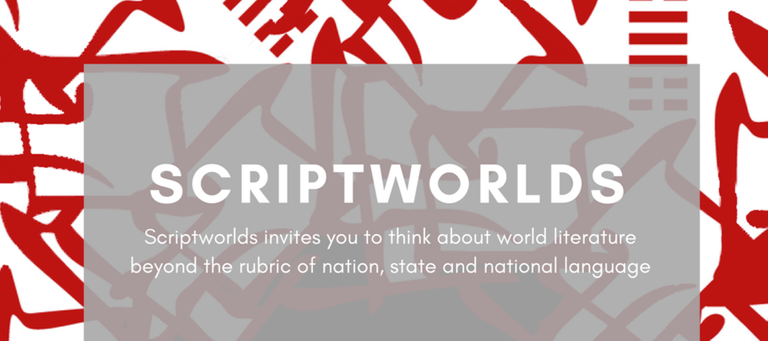 SCRIPTWORLDS
Scriptworlds invites you to think about world literature
beyond the rubric of nation, state and national language